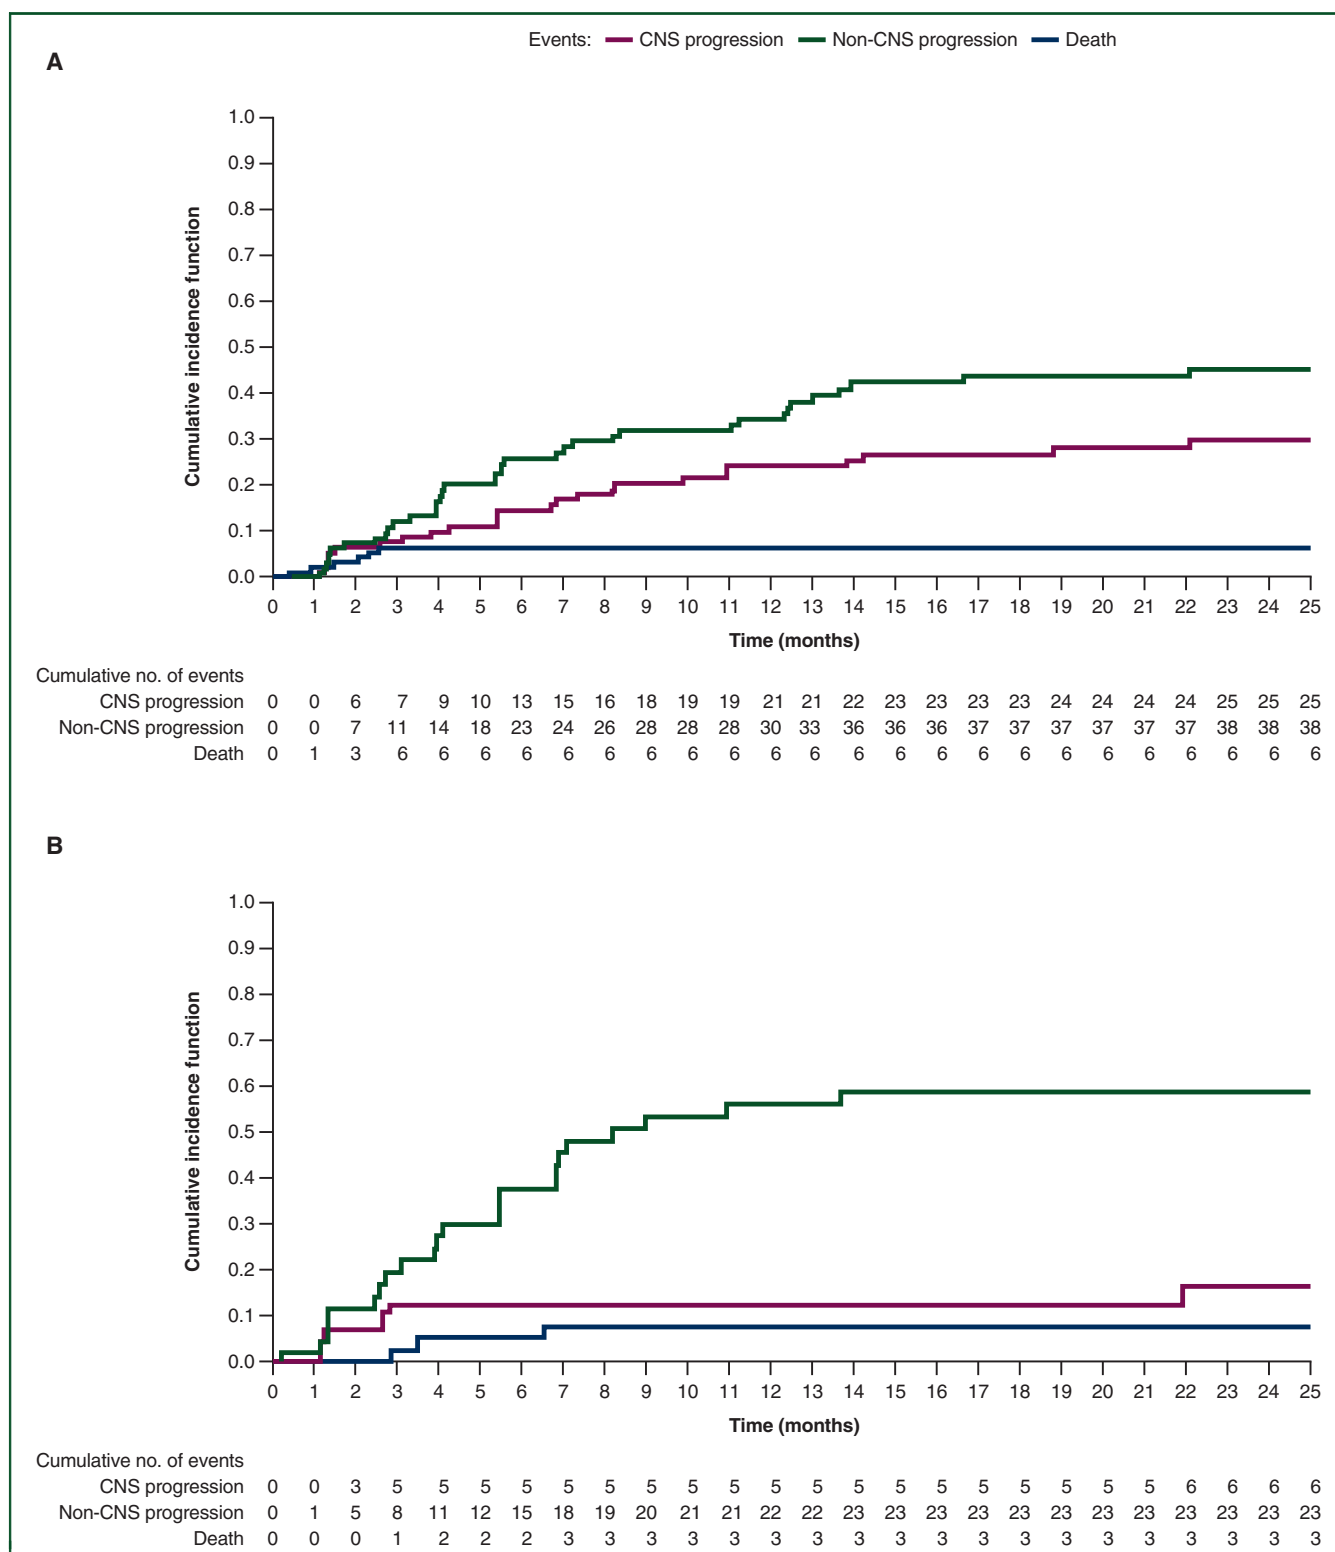 Events: CNS progression Non-CNS progression Death
A
1.0
0.9
0.8
0.7
0.6
0.5
0.4
0.3
0.2
0.1
0.0
Cumulative incidence function
0 1 2 3 4 5 6 7 8 9 10 11 12 13 14 15 16 17 18 19 20 21 22 23 24 25
Time (months)
Cumulative no. of events
CNS progression 0 0 6 7 9 10 13 15 16 18 19 19 21 21 22 23 23 23 23 24 24 24 24 25 25 25
Non-CNS progression 0 0 7 11 14 18 23 24 26 28 28 28 30 33 36 36 36 37 37 37 37 37 37 38 38 38
Death 0 1 3 6 6 6 6 6 6 6 6 6 6 6 6 6 6 6 6 6 6 6 6 6 6 6
B
1.0
0.9
0.8
0.7
0.6
0.5
0.4
0.3
0.2
0.1
0.0
Cumulative incidence function
0 1 2 3 4 5 6 7 8 9 10 11 12 13 14 15 16 17 18 19 20 21 22 23 24 25
Time (months)
Cumulative no. of events
CNS progression 0 0 3 5 5 5 5 5 5 5 5 5 5 5 5 5 5 5 5 5 5 5 6 6 6 6
Non-CNS progression 0 1 5 8 11 12 15 18 19 20 21 21 22 22 23 23 23 23 23 23 23 23 23 23 23 23
Death 0 0 0 1 2 2 2 3 3 3 3 3 3 3 3 3 3 3 3 3 3 3 3 3 3 3